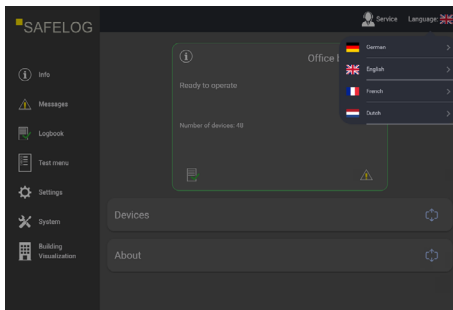 SAFELOG
Service
Language:
Info
Messages
Logbook
Test menu
Settings
System
Building
Visualization
Office
Ready to operate
Number of devices: 48
German
English
French
Dutch
Devices
About